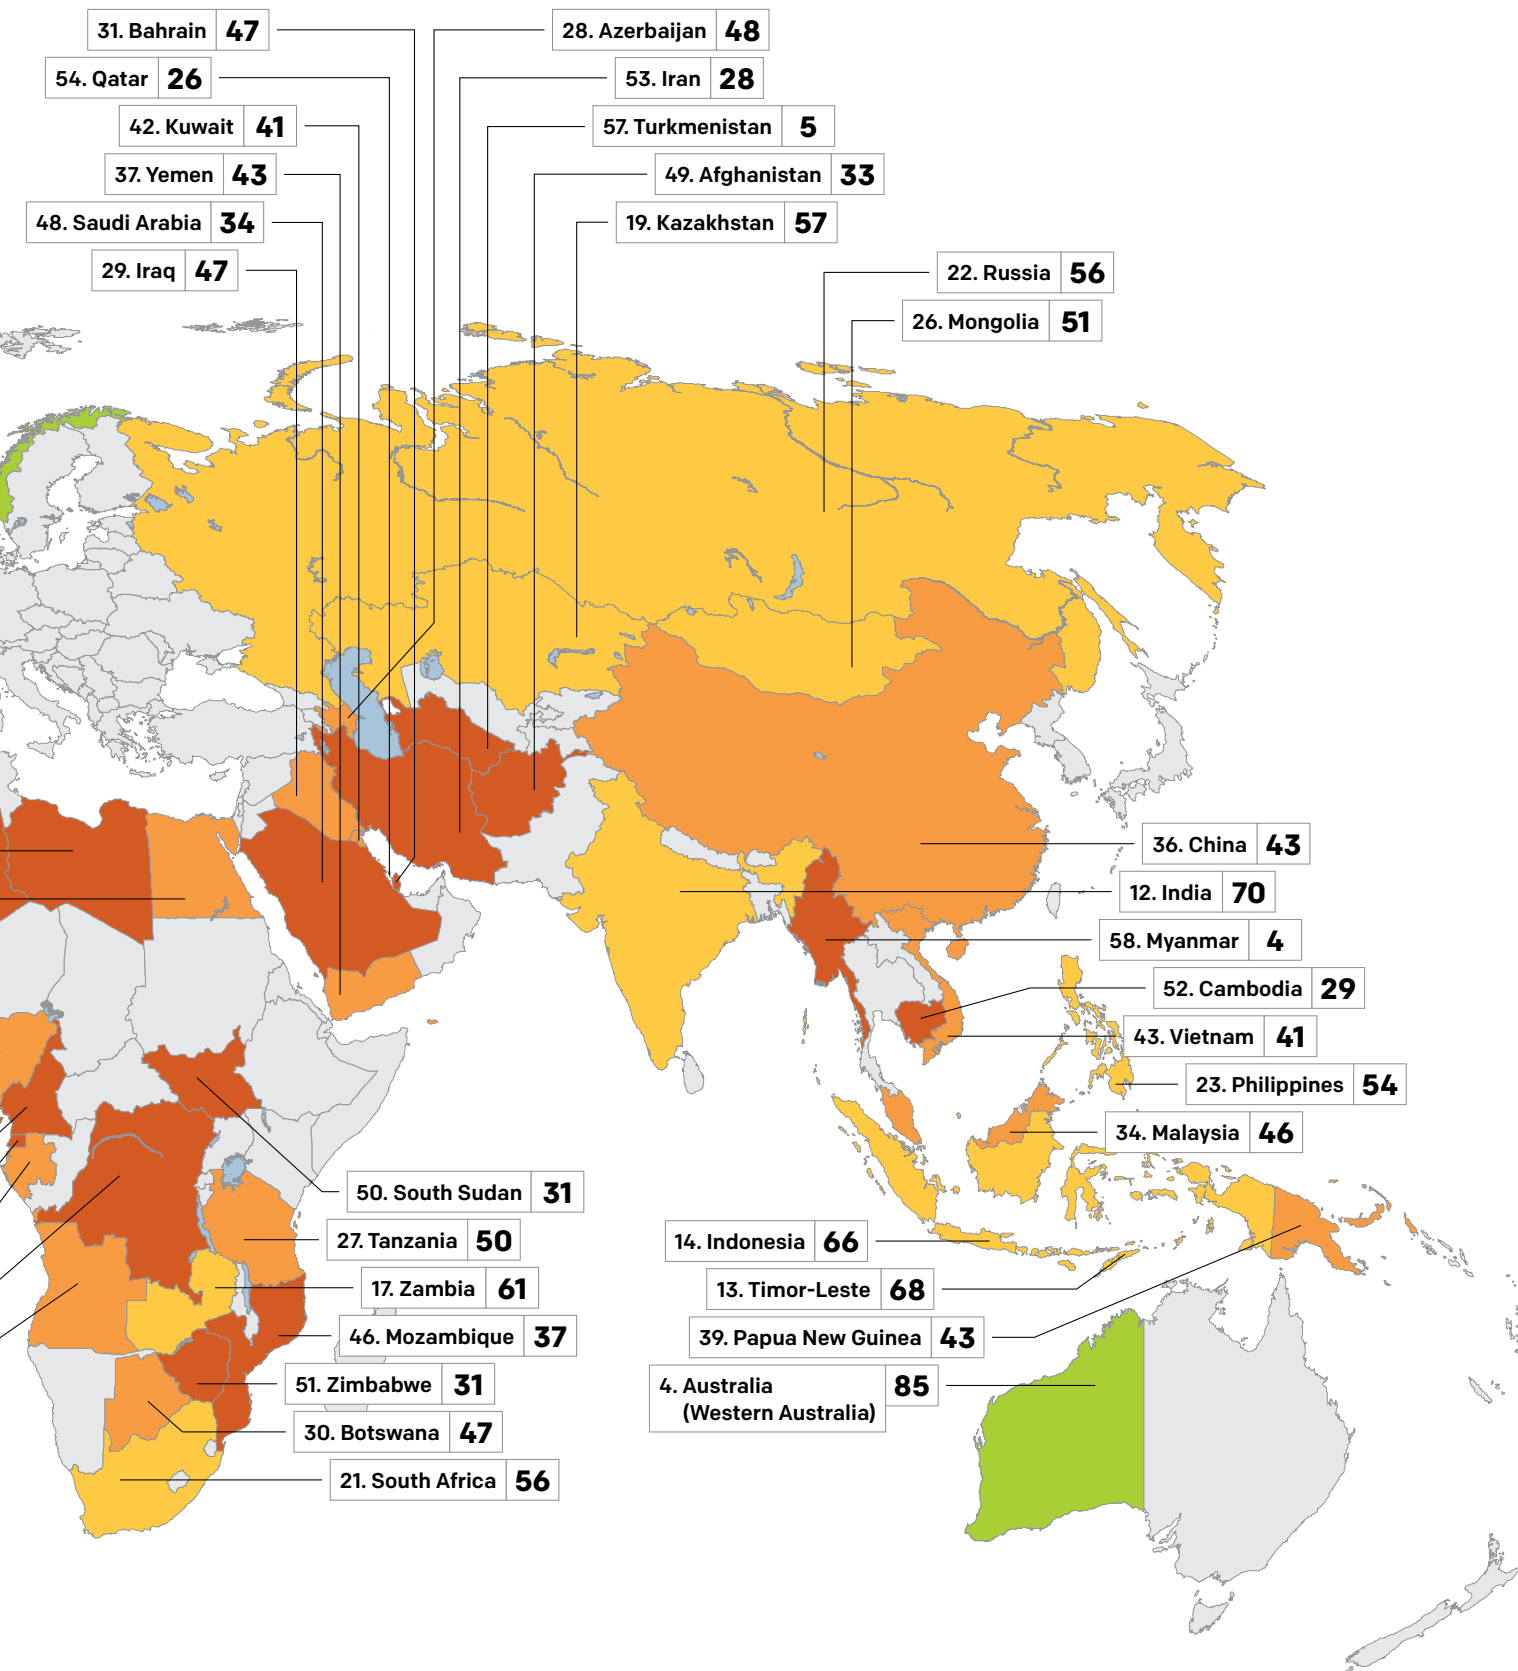 31. Bahrain 47
28. Azerbaijan 48
54. Qatar 26
53. Iran 28
42. Kuwait 41
57. Turkmenistan 5
37. Yemen 43
49. Afghanistan 33
48. Saudi Arabia 34
19. Kazakhstan 57
29. Iraq 47
22. Russia 56
26. Mongolia 51
36. China 43
12. India 70
58. Myanmar 4
52. Cambodia 29
43. Vietnam 41
23. Philippines 54
34. Malaysia 46
50. South Sudan 31
27. Tanzania 50
14. Indonesia 66
17. Zambia 61
13. Timor-Leste 68
46. Mozambique 37
39. Papua New Guinea 43
51. Zimbabwe 31
4. Australia 85
(Western Australia)
30. Botswana 47
21. South Africa 56